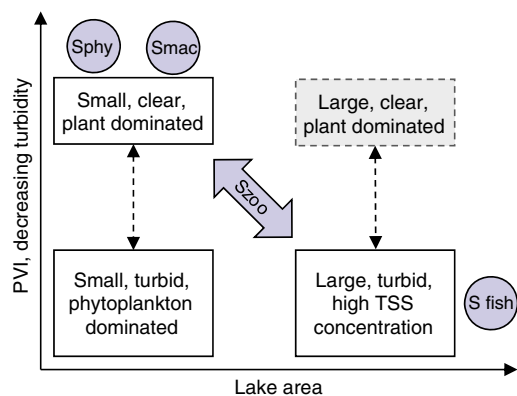 Sphy
Smac
Small, clear,
plant dominated
Large, clear,
plant dominated
Szoo
Small, turbid,
phytoplankton
dominated
Large, turbid,
high TSS
concentration
S fish
PVI, decreasing turbidity
Lake area